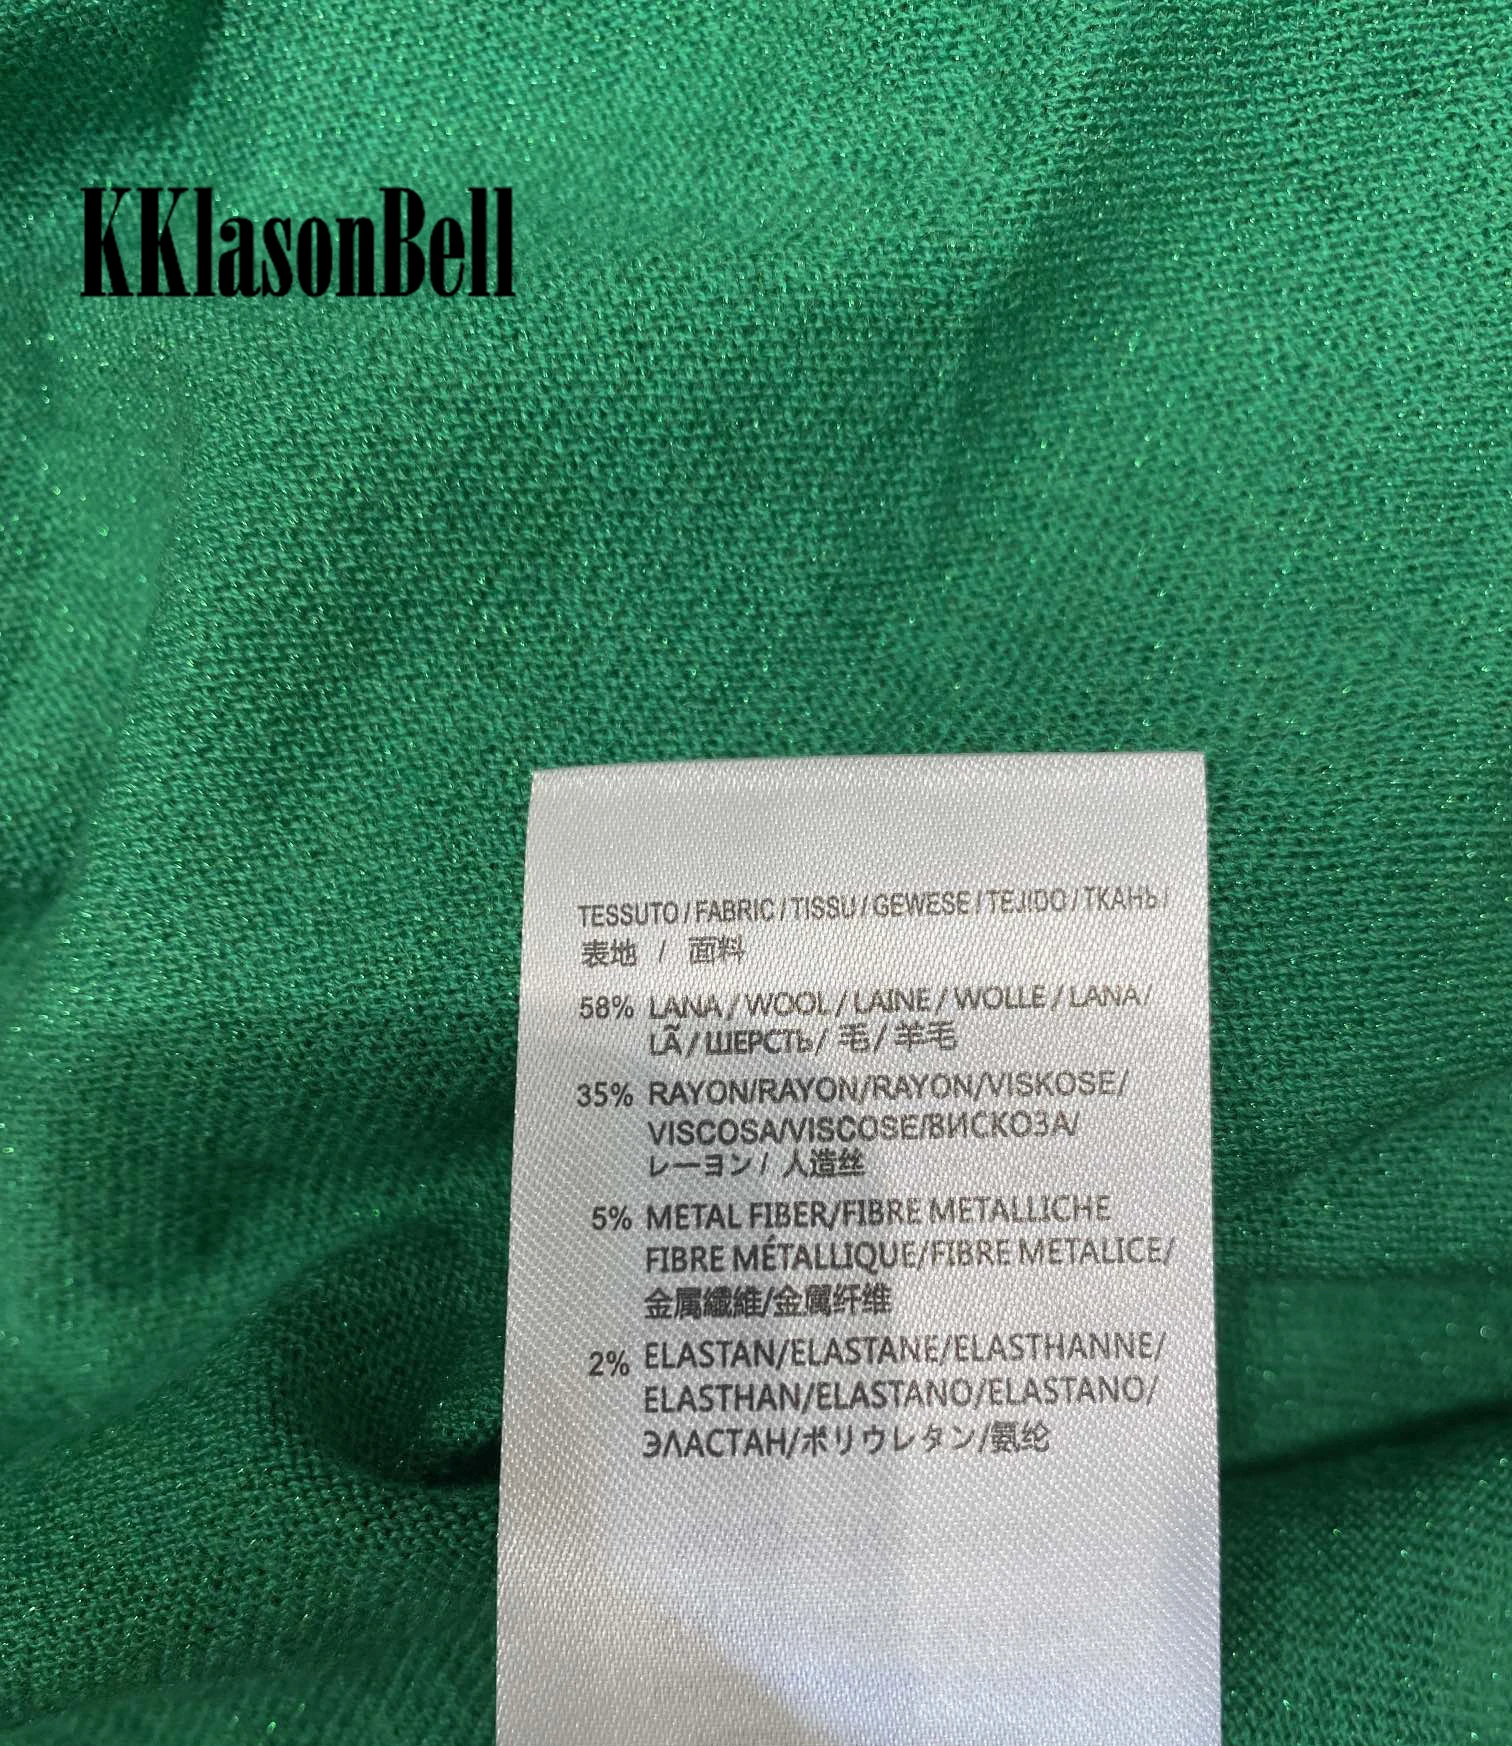 KKlasonBell
TESSUTO/FABRIC/TISSU/GEWESE/TEJIDO/ТКАНЬ/
表地 / 面料
58% LANA/WOOL/LAINE/WOLLE/LANA/
LÃ/ШЕРСТЬ/毛/羊毛
35% RAYON/RAYON/RAYON/VISKOSE/
VISCOSA/VISCOSE/ВИСКОЗА/
レーヨン/人造丝
5% METAL FIBER/FIBRE METALLICHE
FIBRE MÉTALLIQUE/FIBRE METALICE/
金属繊維/金属纤维
2% ELASTAN/ELASTANE/ELASTHANNE/
ELASTHAN/ELASTANO/ELASTANO/
ЭЛАСТАН/ポリウレタン/氨纶